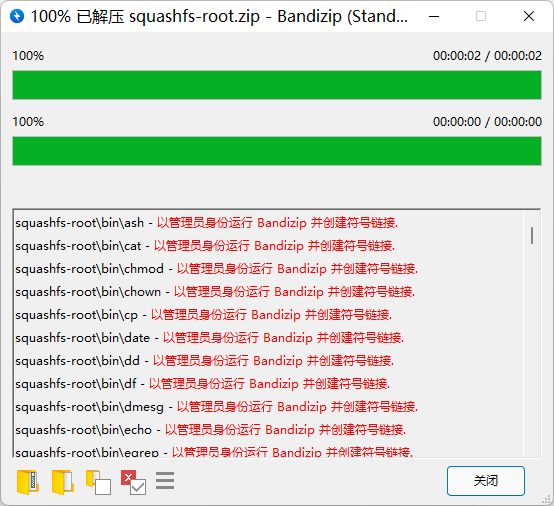 100% 已解压 squashfs-root.zip - Bandizip (Stand...
100% 00:00:02 / 00:00:02
100% 00:00:00 / 00:00:00
squashfs-root\bin\ash - 以管理员身份运行 Bandizip 并创建符号链接.
squashfs-root\bin\cat - 以管理员身份运行 Bandizip 并创建符号链接.
squashfs-root\bin\chmod - 以管理员身份运行 Bandizip 并创建符号链接.
squashfs-root\bin\chown - 以管理员身份运行 Bandizip 并创建符号链接.
squashfs-root\bin\cp - 以管理员身份运行 Bandizip 并创建符号链接.
squashfs-root\bin\date - 以管理员身份运行 Bandizip 并创建符号链接.
squashfs-root\bin\dd - 以管理员身份运行 Bandizip 并创建符号链接.
squashfs-root\bin\df - 以管理员身份运行 Bandizip 并创建符号链接.
squashfs-root\bin\dmesg - 以管理员身份运行 Bandizip 并创建符号链接.
squashfs-root\bin\echo - 以管理员身份运行 Bandizip 并创建符号链接.
squashfs-root\bin\egrep - 以管理员身份运行 Bandizip 并创建符号链接.
关闭